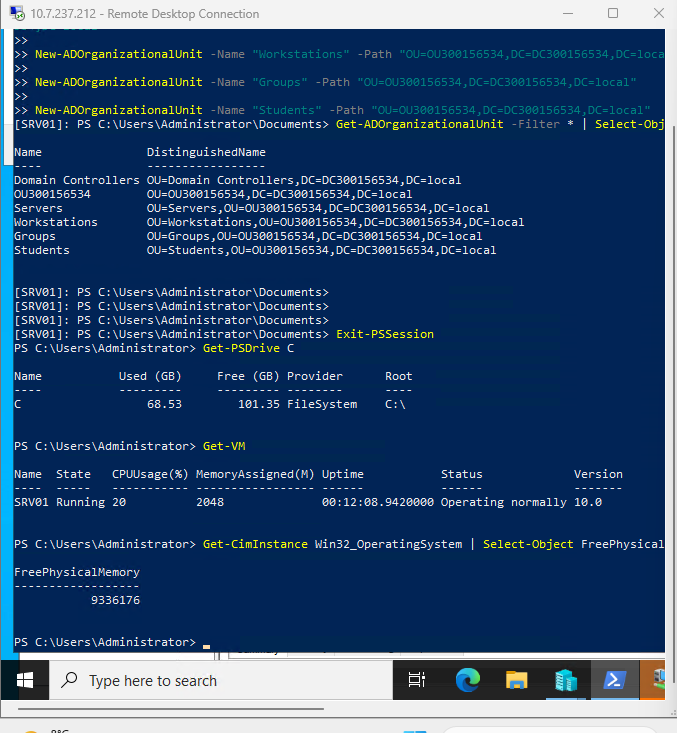 10.7.237.212 - Remote Desktop Connection
>>
>> New-ADOrganizationalUnit -Name "Workstations" -Path "OU=OU300156534,DC=DC300156534,DC=loca
>>
>> New-ADOrganizationalUnit -Name "Groups" -Path "OU=OU300156534,DC=DC300156534,DC=local"
>>
>> New-ADOrganizationalUnit -Name "Students" -Path "OU=OU300156534,DC=DC300156534,DC=local"
[SRV01]: PS C:\Users\Administrator\Documents> Get-ADOrganizationalUnit -Filter * | Select-Obj
Name DistinguishedName
---- -----------------
Domain Controllers OU=Domain Controllers,DC=DC300156534,DC=local
OU300156534 OU=OU300156534,DC=DC300156534,DC=local
Servers OU=Servers,OU=OU300156534,DC=DC300156534,DC=local
Workstations OU=Workstations,OU=OU300156534,DC=DC300156534,DC=local
Groups OU=Groups,OU=OU300156534,DC=DC300156534,DC=local
Students OU=Students,OU=OU300156534,DC=DC300156534,DC=local
[SRV01]: PS C:\Users\Administrator\Documents>
[SRV01]: PS C:\Users\Administrator\Documents>
[SRV01]: PS C:\Users\Administrator\Documents>
[SRV01]: PS C:\Users\Administrator\Documents> Exit-PSSession
PS C:\Users\Administrator> Get-PSDrive C
Name Used (GB) Free (GB) Provider Root
---- --------- --------- -------- ----
C 68.53 101.35 FileSystem C:\
PS C:\Users\Administrator> Get-VM
Name State CPUUsage(%) MemoryAssigned(M) Uptime Status Version
---- ----- ----------- ----------------- ------ ------ -------
SRV01 Running 20 2048 00:12:08.9420000 Operating normally 10.0
PS C:\Users\Administrator> Get-CimInstance Win32_OperatingSystem | Select-Object FreePhysical
FreePhysicalMemory
------------------
9336176
PS C:\Users\Administrator>
Type here to search